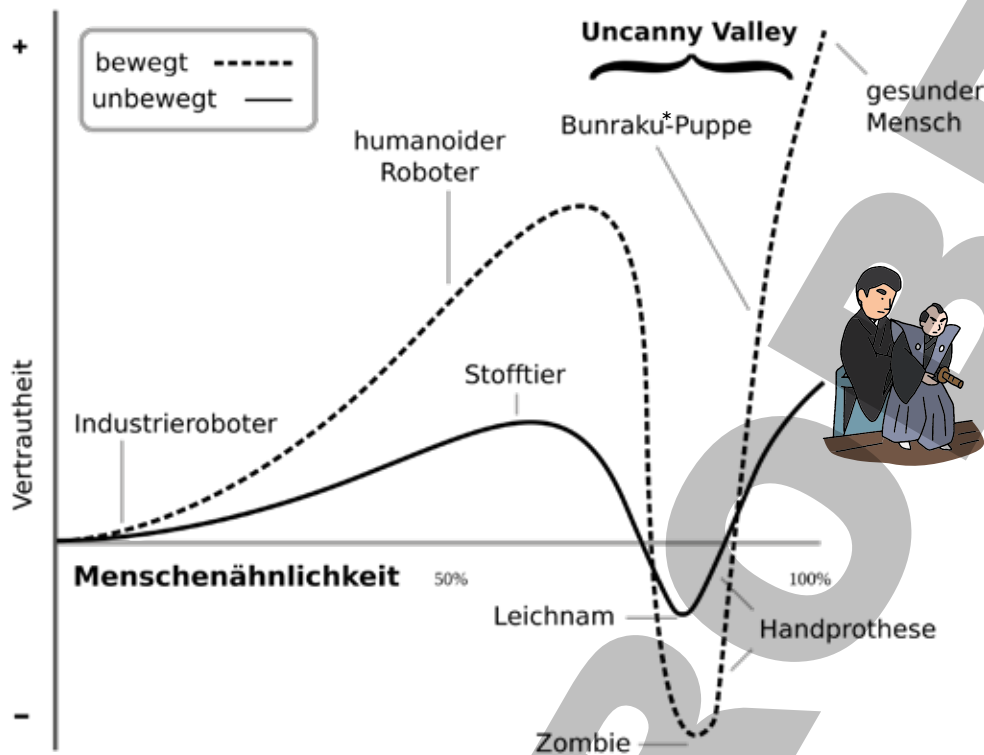 +
Uncanny Valley
bewegt
unbewegt
gesunder
Mensch
Bunraku*-Puppe
humanoider
Roboter
Stofftier
Vertrautheit
Industrieroboter
Menschenähnlichkeit
50%
100%
Leichnam
Handprothese
–
Zombie